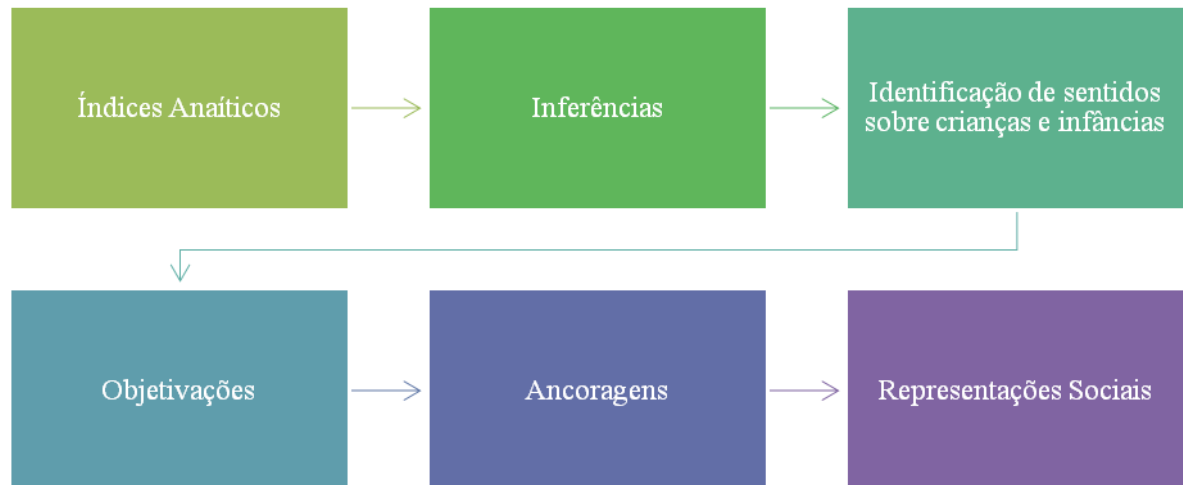 Índices Anaíticos
Inferências
Identificação de sentidos
sobre crianças e infâncias
Objetivações
Ancoragens
Representações Sociais